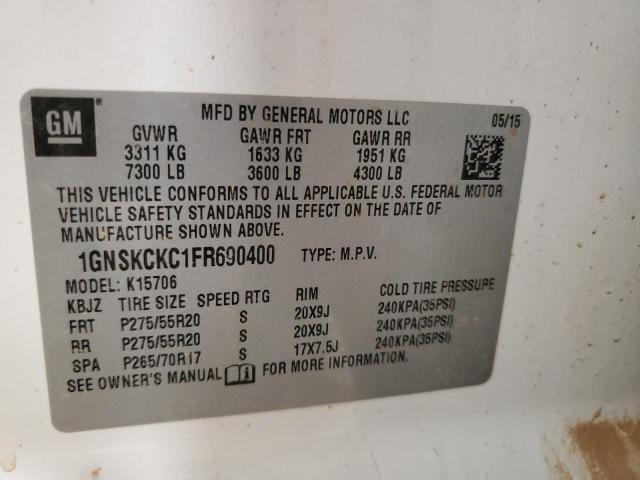 GM ®
MFD BY GENERAL MOTORS LLC 05/15
GVWR GAWR FRT GAWR RR
3311 KG 1633 KG 1951 KG
7300 LB 3600 LB 4300 LB
THIS VEHICLE CONFORMS TO ALL APPLICABLE U.S. FEDERAL MOTOR
VEHICLE SAFETY STANDARDS IN EFFECT ON THE DATE OF
MANUFACTURE SHOWN ABOVE.
1GNSKCKC1FR690400 TYPE: M.P.V.
MODEL: K15706
KBJZ TIRE SIZE SPEED RTG RIM COLD TIRE PRESSURE
FRT P275/55R20 S 20X9J 240KPA(35PSI)
RR P275/55R20 S 20X9J 240KPA(35PSI)
SPA P265/70R17 S 17X7.5J 240KPA(35PSI)
SEE OWNER'S MANUAL FOR MORE INFORMATION.